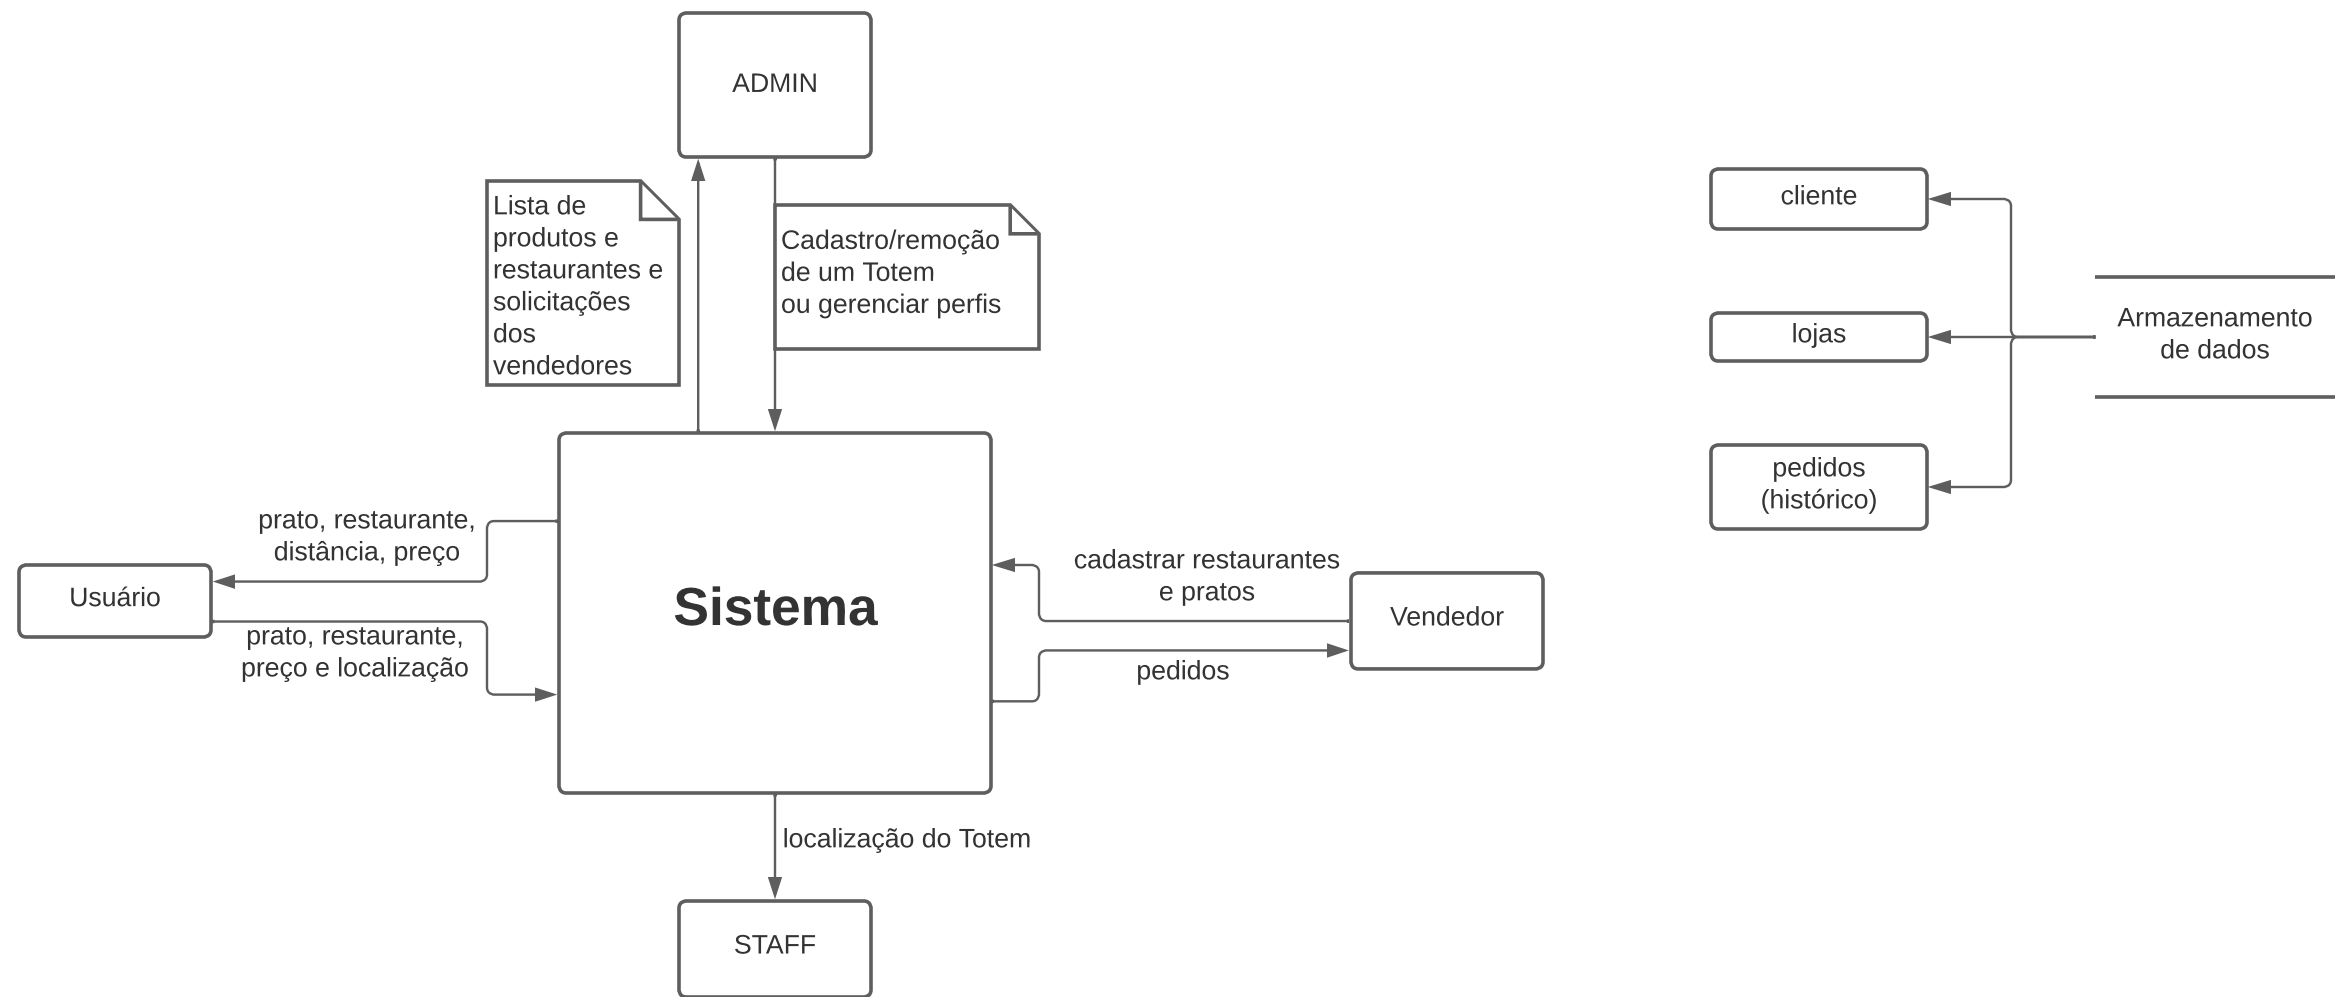 ADMIN
Lista de
produtos e
restaurantes e
solicitações
dos
vendedores
Cadastro/remoção
de um Totem
ou gerenciar perfis
cliente
lojas
pedidos
(histórico)
Armazenamento
de dados
prato, restaurante,
distância, preço
Usuário
prato, restaurante,
preço e localização
Sistema
cadastrar restaurantes
e pratos
Vendedor
pedidos
localização do Totem
STAFF